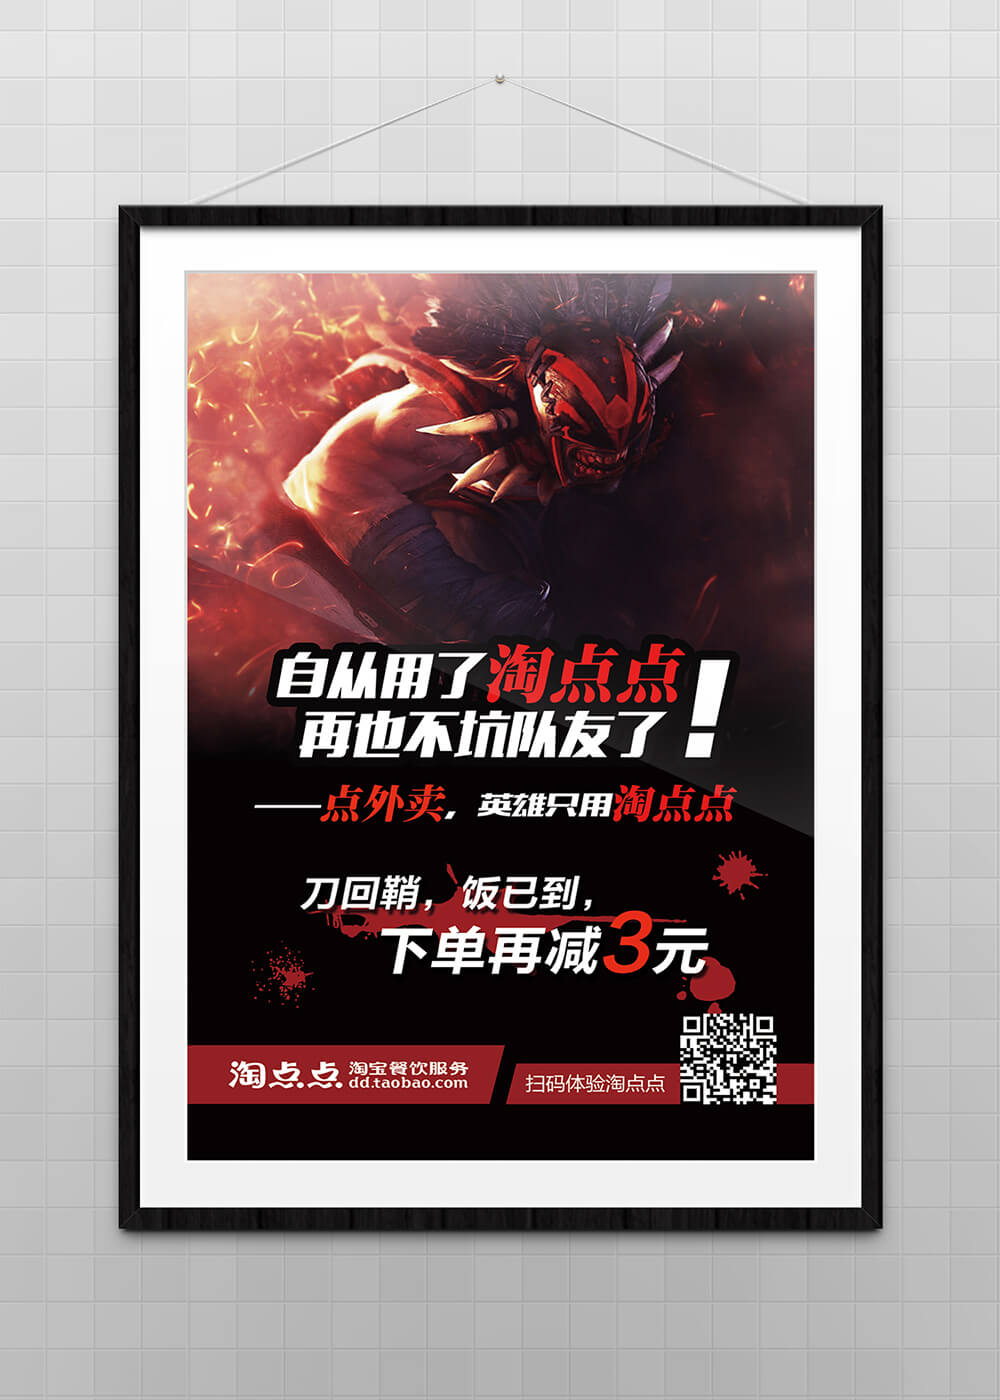 自从用了淘点点！
再也不坑队友了
——点外卖，英雄只用淘点点
刀回鞘，饭已到，
下单再减3元
淘点点 淘宝餐饮服务
dd.taobao.com
扫码体验淘点点